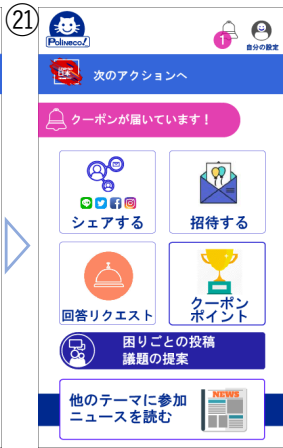 ㉑
POLINECO!
1
自分の設定
日本
次のアクションへ
クーポンが届いています！
シェアする
招待する
回答リクエスト
クーポン
ポイント
困りごとの投稿
議題の提案
他のテーマに参加
ニュースを読む
NEWS